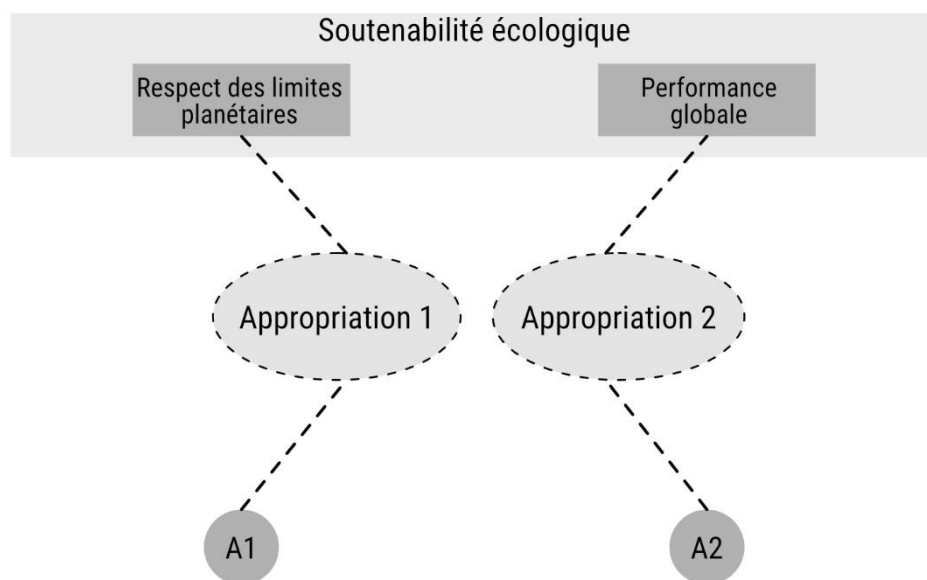 Soutenabilité écologique
Respect des limites
planétaires
Performance
globale
Appropriation 1
Appropriation 2
A1
A2